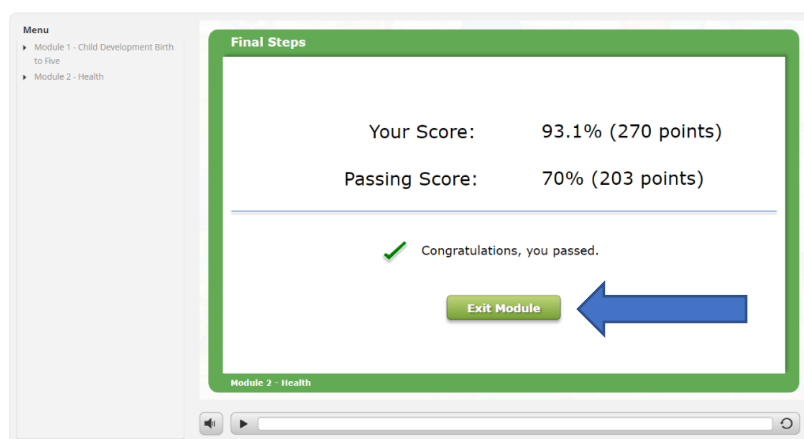 Menu
Module 1 - Child Development Birth
to Five
Module 2 - Health
Final Steps
Your Score: 93.1% (270 points)
Passing Score: 70% (203 points)
Congratulations, you passed.
Exit Module
Module 2 - Health